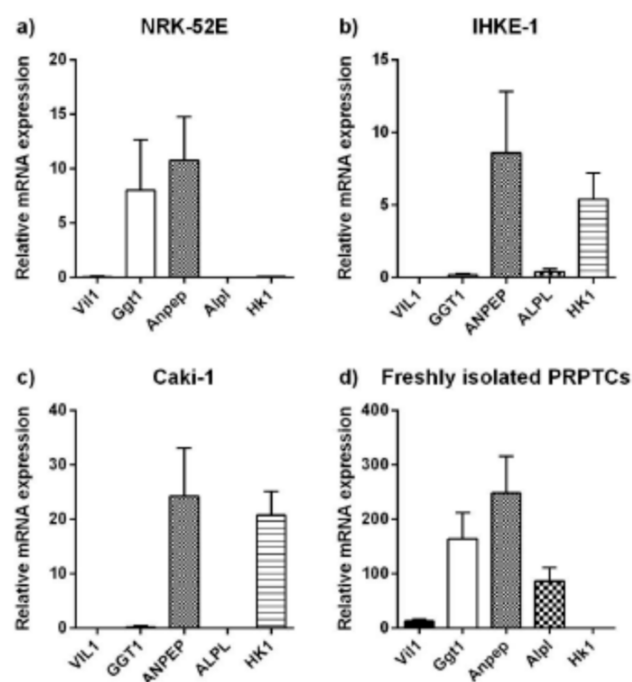 a) NRK-52E
Relative mRNA expression
20
15
10
5
0
Vil1 Ggt1 Anpep Alpl Hk1
b) IHKE-1
Relative mRNA expression
15
10
5
0
VIL1 GGT1 ANPEP ALPL HK1
c) Caki-1
Relative mRNA expression
40
30
20
10
0
VIL1 GGT1 ANPEP ALPL HK1
d) Freshly isolated PRPTCs
Relative mRNA expression
400
300
200
100
0
Vil1 Ggt1 Anpep Alpl Hk1